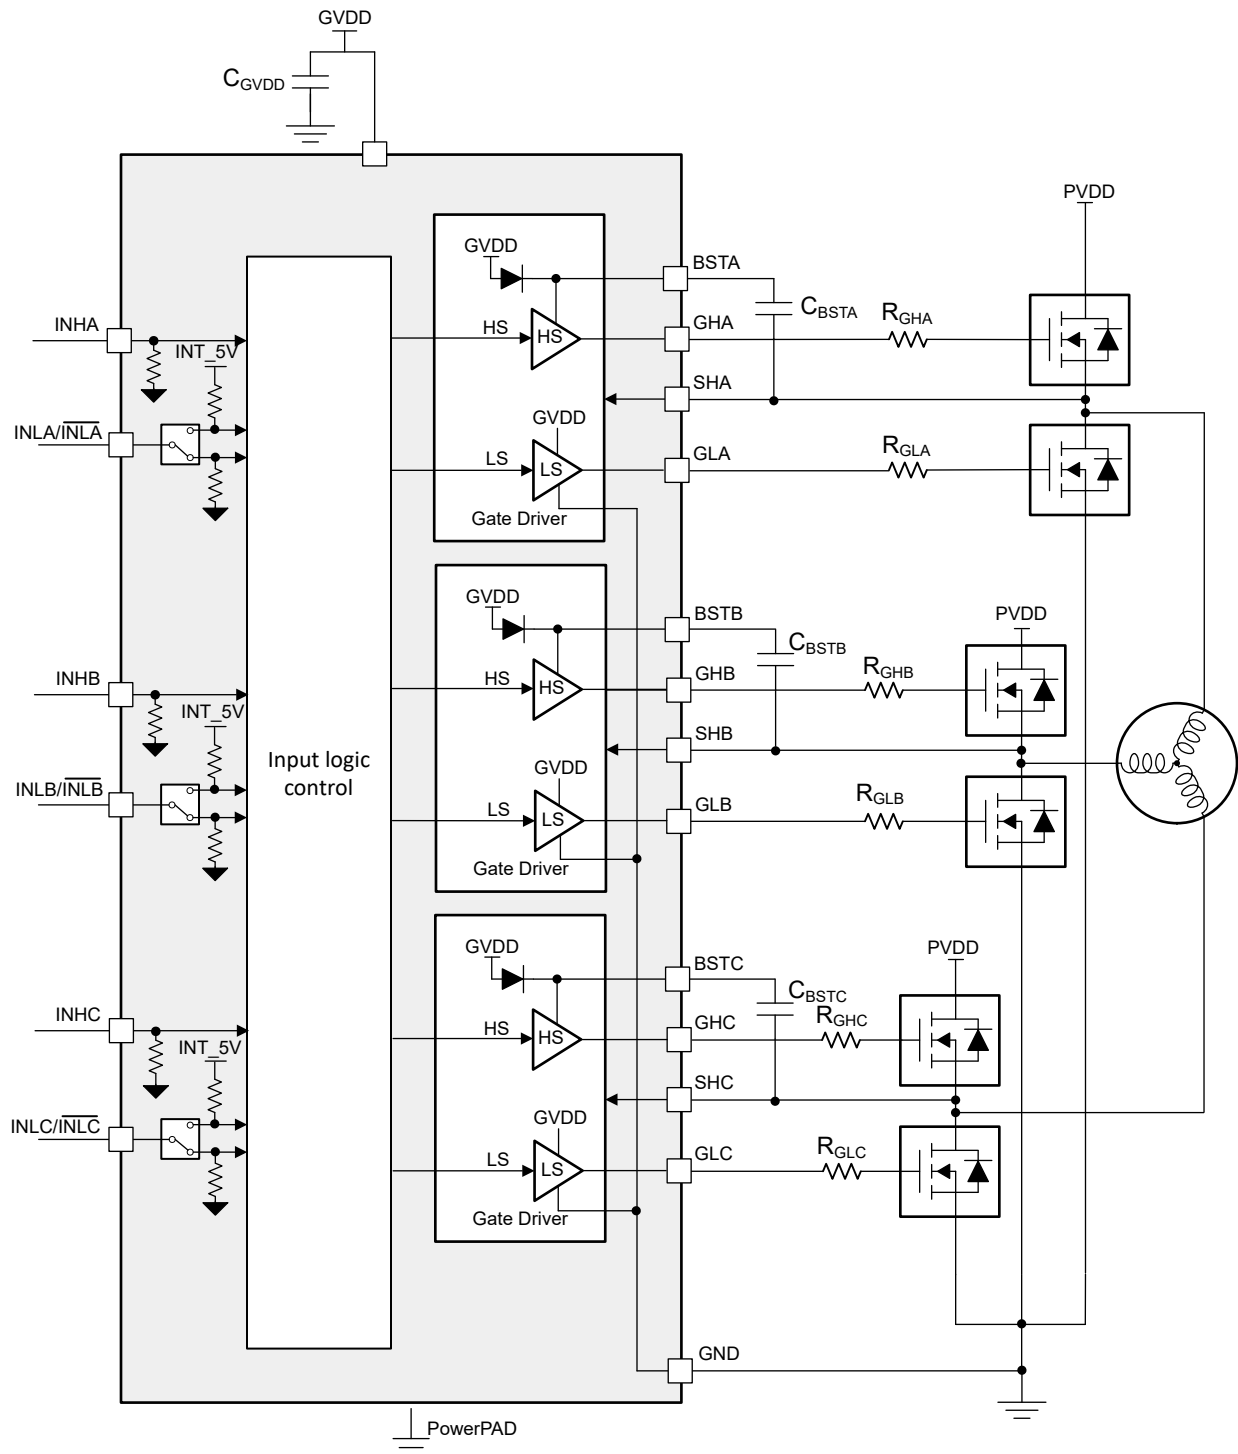 GVDD
CGVDD
PVDD
GVDD
BSTA
CBSTA
INHA
HS
HS
GHA
RGHA
INT_5V
SHA
GVDD
INLA/INLA
LS
LS
GLA
RGLA
Gate Driver
GVDD
BSTB
PVDD
CBSTB
INHB
HS
HS
GHB
RGHB
INT_5V
SHB
Input logic
control
GVDD
INLB/INLB
LS
LS
GLB
RGLB
Gate Driver
GVDD
BSTC
PVDD
CBSTC
INHC
HS
HS
GHC
RGHC
INT_5V
SHC
GVDD
INLC/INLC
LS
LS
GLC
RGLC
Gate Driver
GND
PowerPAD